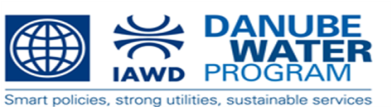 IAWD
DANUBE
WATER
PROGRAM
Smart policies, strong utilities, sustainable services